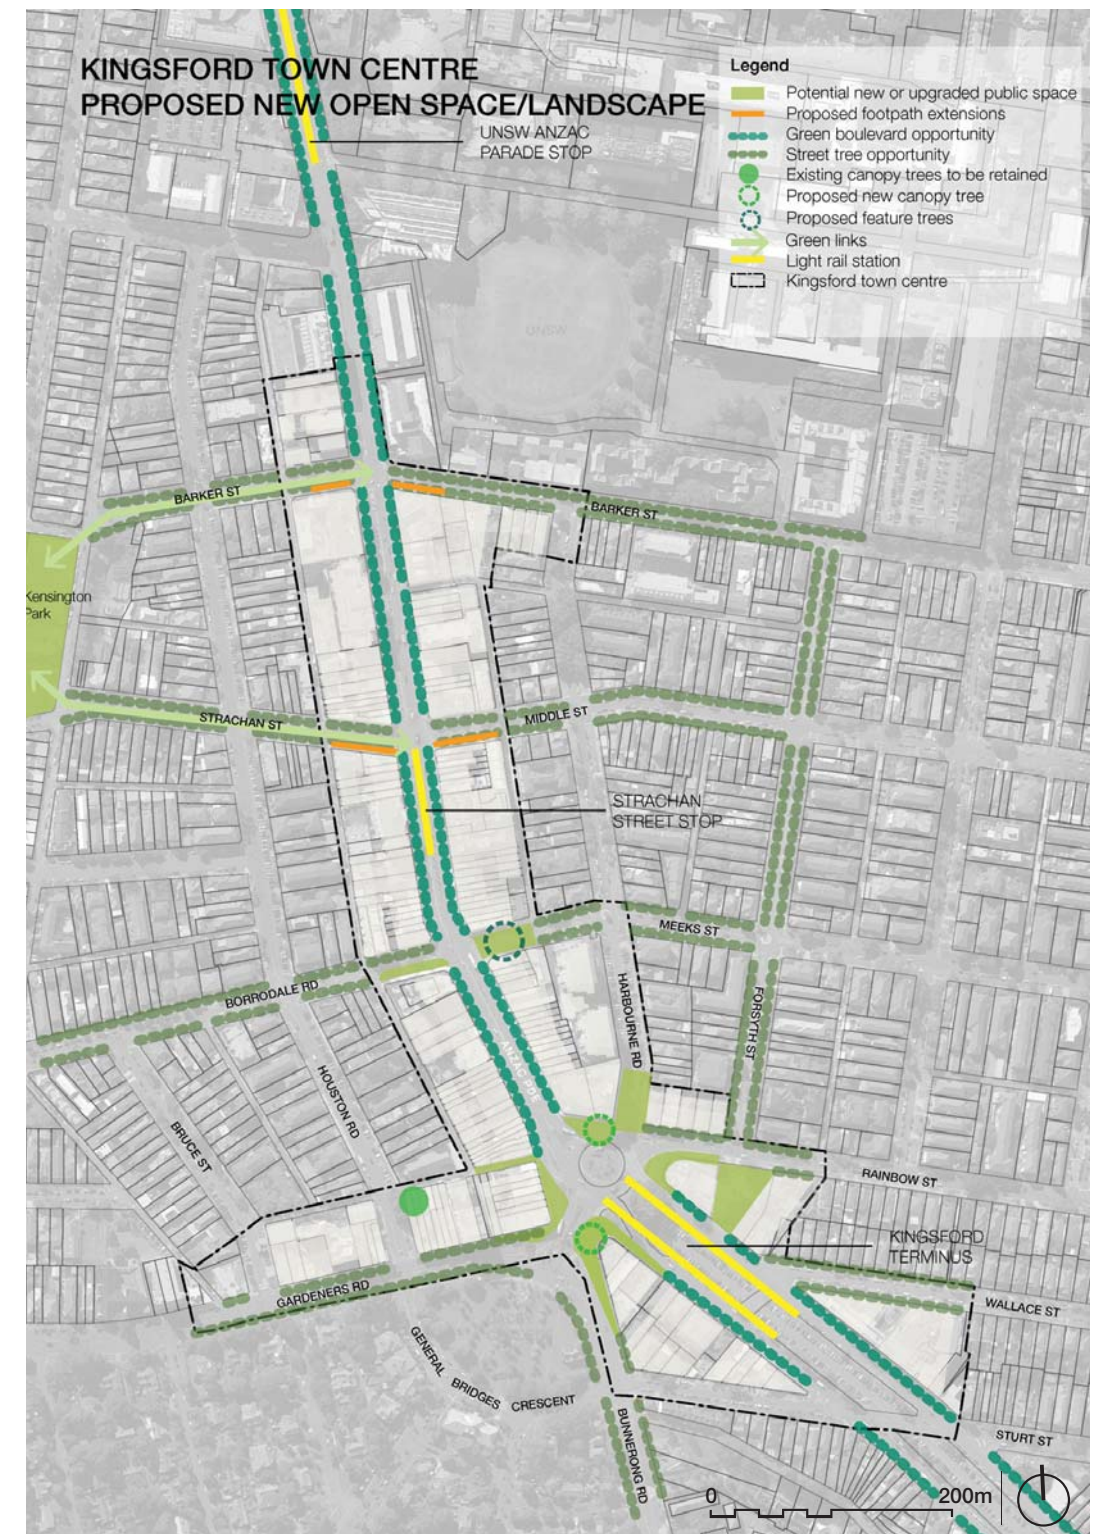 KINGSFORD TOWN CENTRE
PROPOSED NEW OPEN SPACE/LANDSCAPE
UNSW ANZAC
PARADE STOP
Legend
Potential new or upgraded public space
Proposed footpath extensions
Green boulevard opportunity
Street tree opportunity
Existing canopy trees to be retained
Proposed new canopy tree
Proposed feature trees
Green links
Light rail station
Kingsford town centre
UNSW
BARKER ST
BARKER ST
Kensington
Park
STRACHAN ST
MIDDLE ST
STRACHAN
STREET STOP
MEEKS ST
BORRODALE RD
HARBOURNE RD
FORSYTH ST
ANZAC PD
HOUSTON RD
BRUCE ST
RAINBOW ST
KINGSFORD
TERMINUS
GARDENERS RD
WALLACE ST
GENERAL BRIDGES CRESCENT
BUNNERONG RD
STURT ST
0 200m